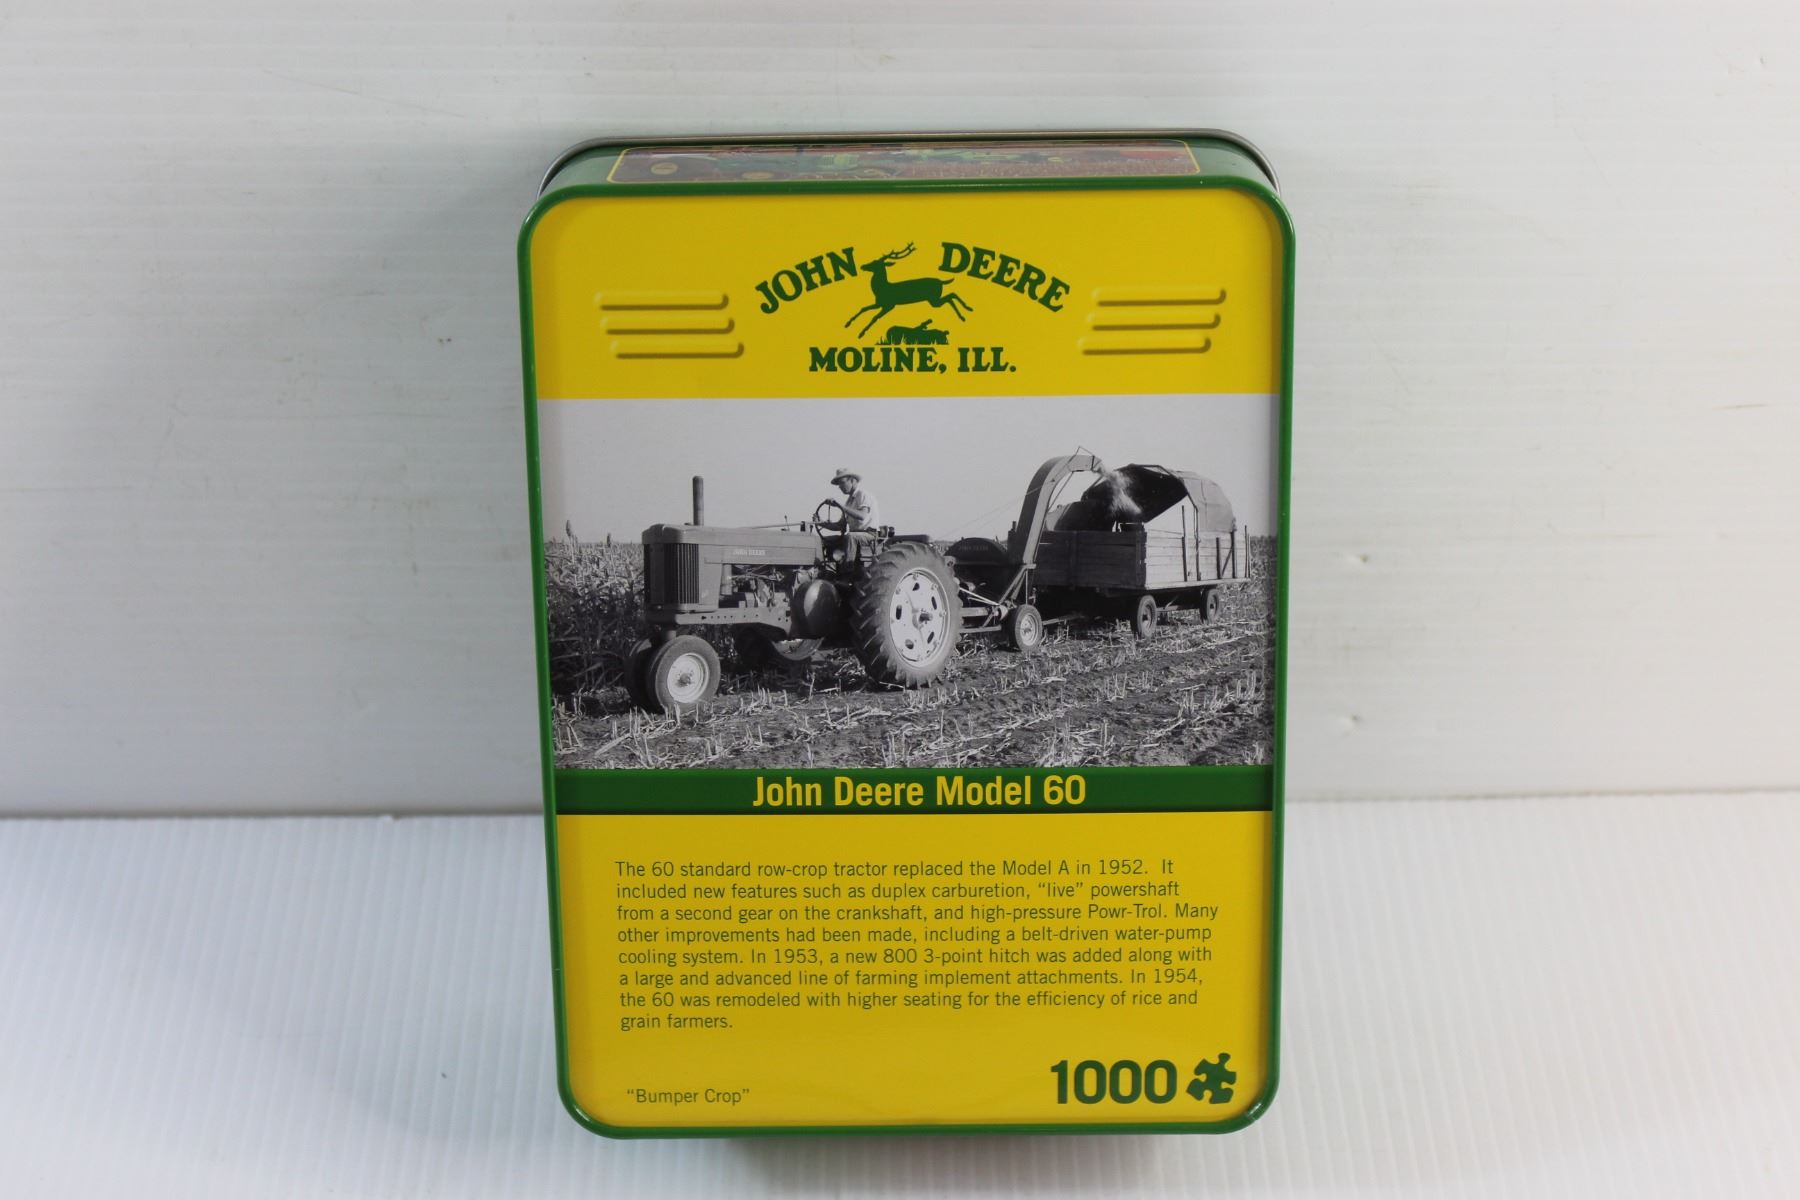 JOHN DEERE
MOLINE, ILL.
JOHN DEERE
John Deere Model 60
The 60 standard row-crop tractor replaced the Model A in 1952. It
included new features such as duplex carburetion, “live” powershaft
from a second gear on the crankshaft, and high-pressure Powr-Trol. Many
other improvements had been made, including a belt-driven water-pump
cooling system. In 1953, a new 800 3-point hitch was added along with
a large and advanced line of farming implement attachments. In 1954,
the 60 was remodeled with higher seating for the efficiency of rice and
grain farmers.
“Bumper Crop”
1000